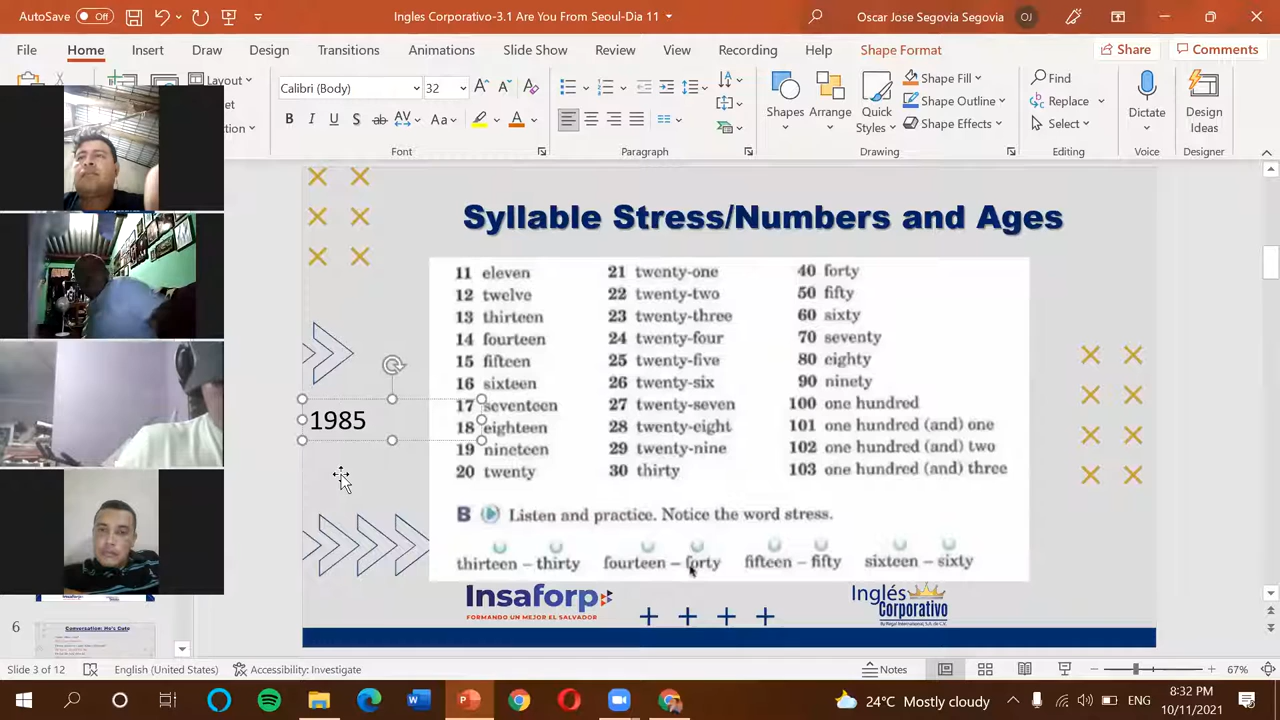 AutoSave Off
Ingles Corporativo-3.1 Are You From Seoul-Dia 11
Oscar Jose Segovia Segovia
OJ
File Home Insert Draw Design Transitions Animations Slide Show Review View Recording Help Shape Format
Share Comments
Layout
Calibri (Body) 32
Shapes Arrange Quick Styles
Shape Fill
Shape Outline
Shape Effects
Find
Replace
Select
Dictate
Design Ideas
Font Paragraph Drawing Editing Voice Designer
Syllable Stress/Numbers and Ages
11 eleven 21 twenty-one 40 forty
12 twelve 22 twenty-two 50 fifty
13 thirteen 23 twenty-three 60 sixty
14 fourteen 24 twenty-four 70 seventy
15 fifteen 25 twenty-five 80 eighty
16 sixteen 26 twenty-six 90 ninety
17 seventeen 27 twenty-seven 100 one hundred
1985
18 eighteen 28 twenty-eight 101 one hundred (and) one
19 nineteen 29 twenty-nine 102 one hundred (and) two
20 twenty 30 thirty 103 one hundred (and) three
B Listen and practice. Notice the word stress.
thirteen – thirty fourteen – forty fifteen – fifty sixteen – sixty
Insaforp
FORMANDO UN MEJOR EL SALVADOR
Inglés Corporativo
6
Conversation: He's Cute
Slide 3 of 12 English (United States) Accessibility: Investigate Notes 67%
24°C Mostly cloudy ENG
8:32 PM
10/11/2021